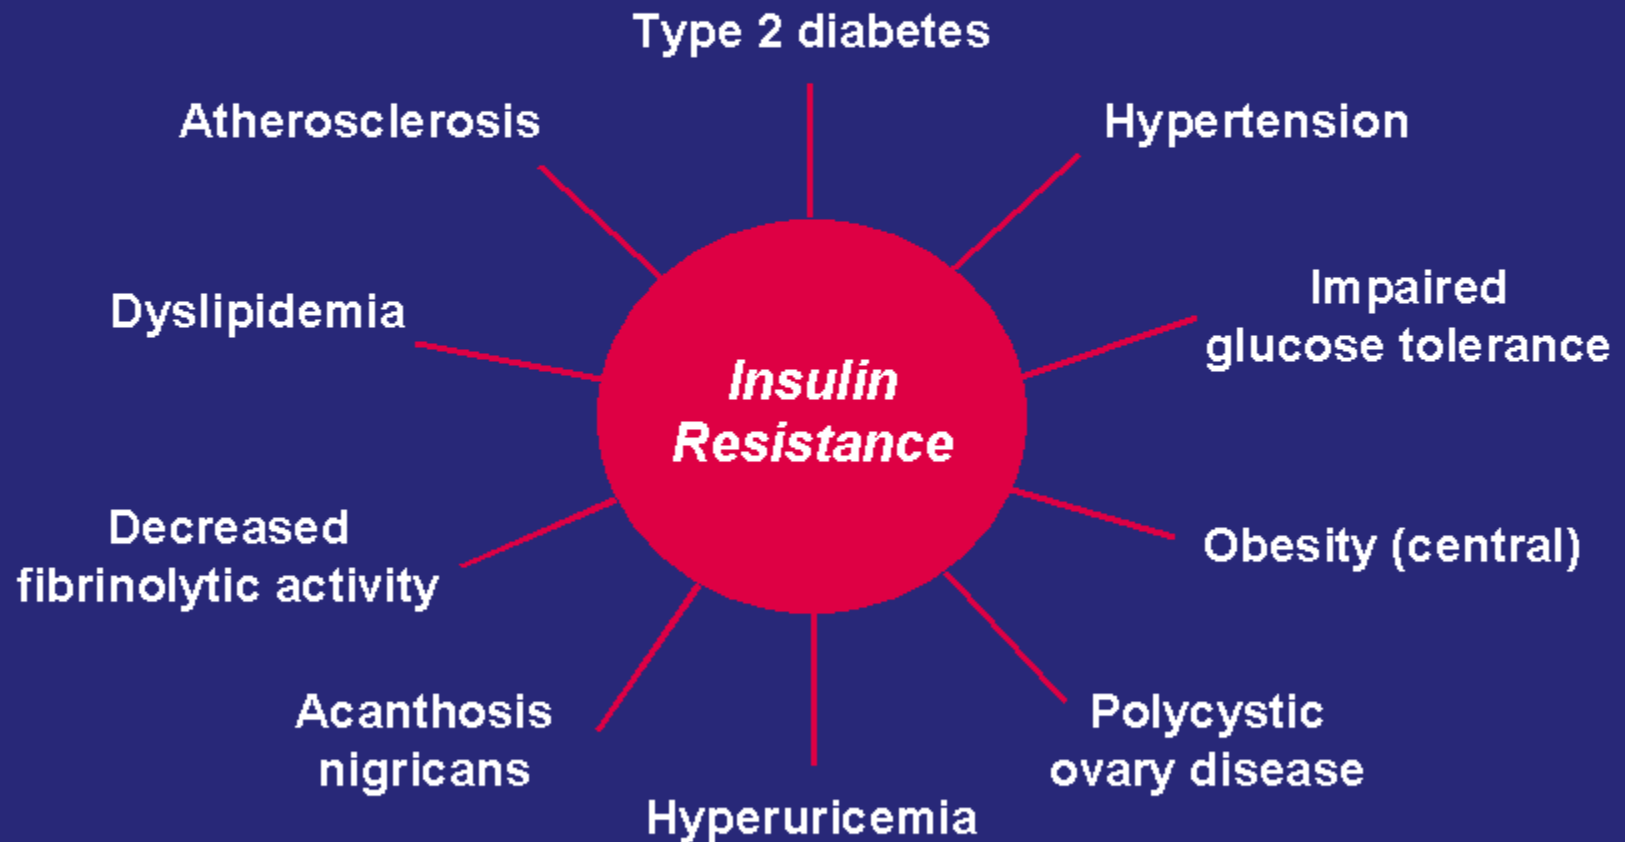 Type 2 diabetes
Atherosclerosis
Hypertension
Impaired
glucose tolerance
Dyslipidemia
Insulin
Resistance
Decreased
fibrinolytic activity
Obesity (central)
Acanthosis
nigricans
Polycystic
ovary disease
Hyperuricemia